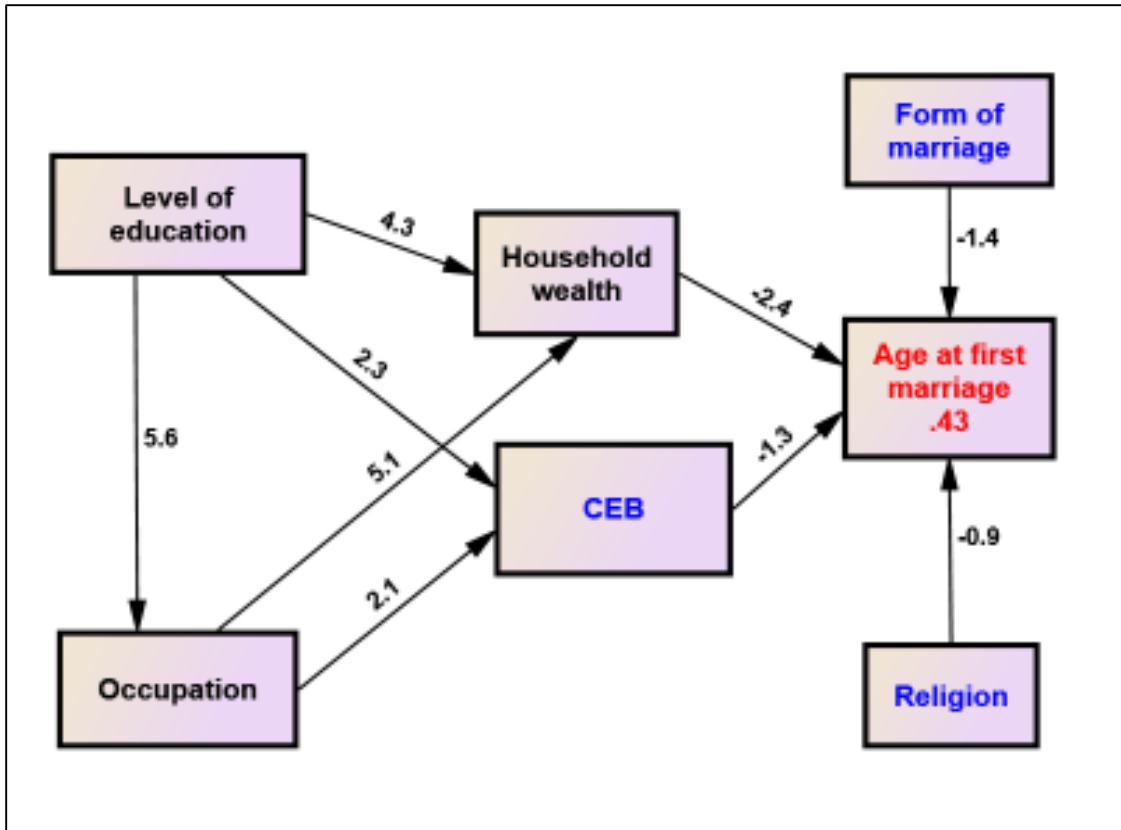 Form of
marriage
Level of
education
4.3
-1.4
Household
wealth
-2.4
2.3
Age at first
marriage
.43
5.6
5.1
-1.3
CEB
-0.9
2.1
Occupation
Religion